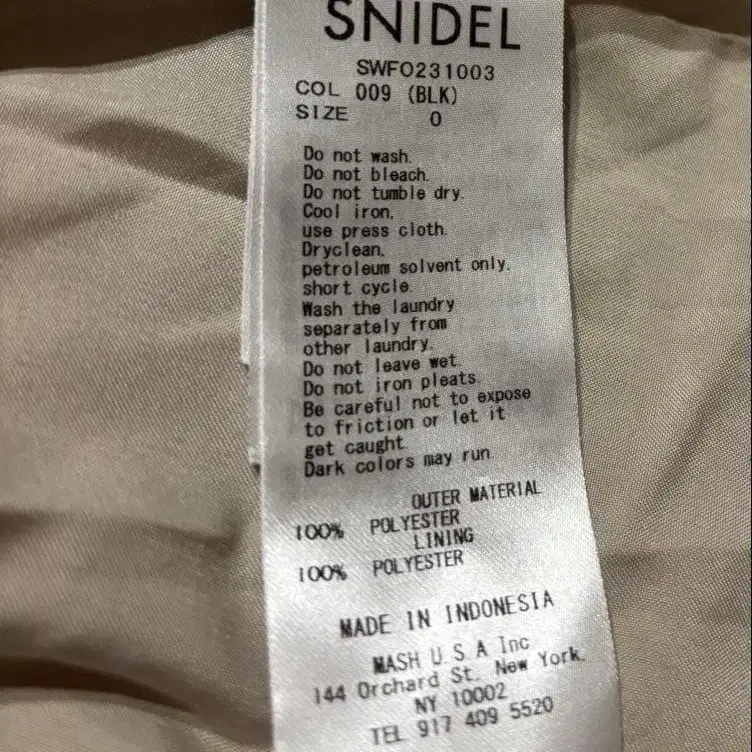 SNIDEL
SWFO231003
COL 009 (BLK)
SIZE 0
Do not wash.
Do not bleach.
Do not tumble dry.
Cool iron,
use press cloth.
Dryclean,
petroleum solvent only.
short cycle.
Wash the laundry
separately from
other laundry.
Do not leave wet.
Do not iron pleats.
Be careful not to expose
to friction or let it
get caught.
Dark colors may run.
OUTER MATERIAL
100% POLYESTER
LINING
100% POLYESTER
MADE IN INDONESIA
MASH U S A Inc
144 Orchard St. New York.
NY 10002
TEL 917 409 5520